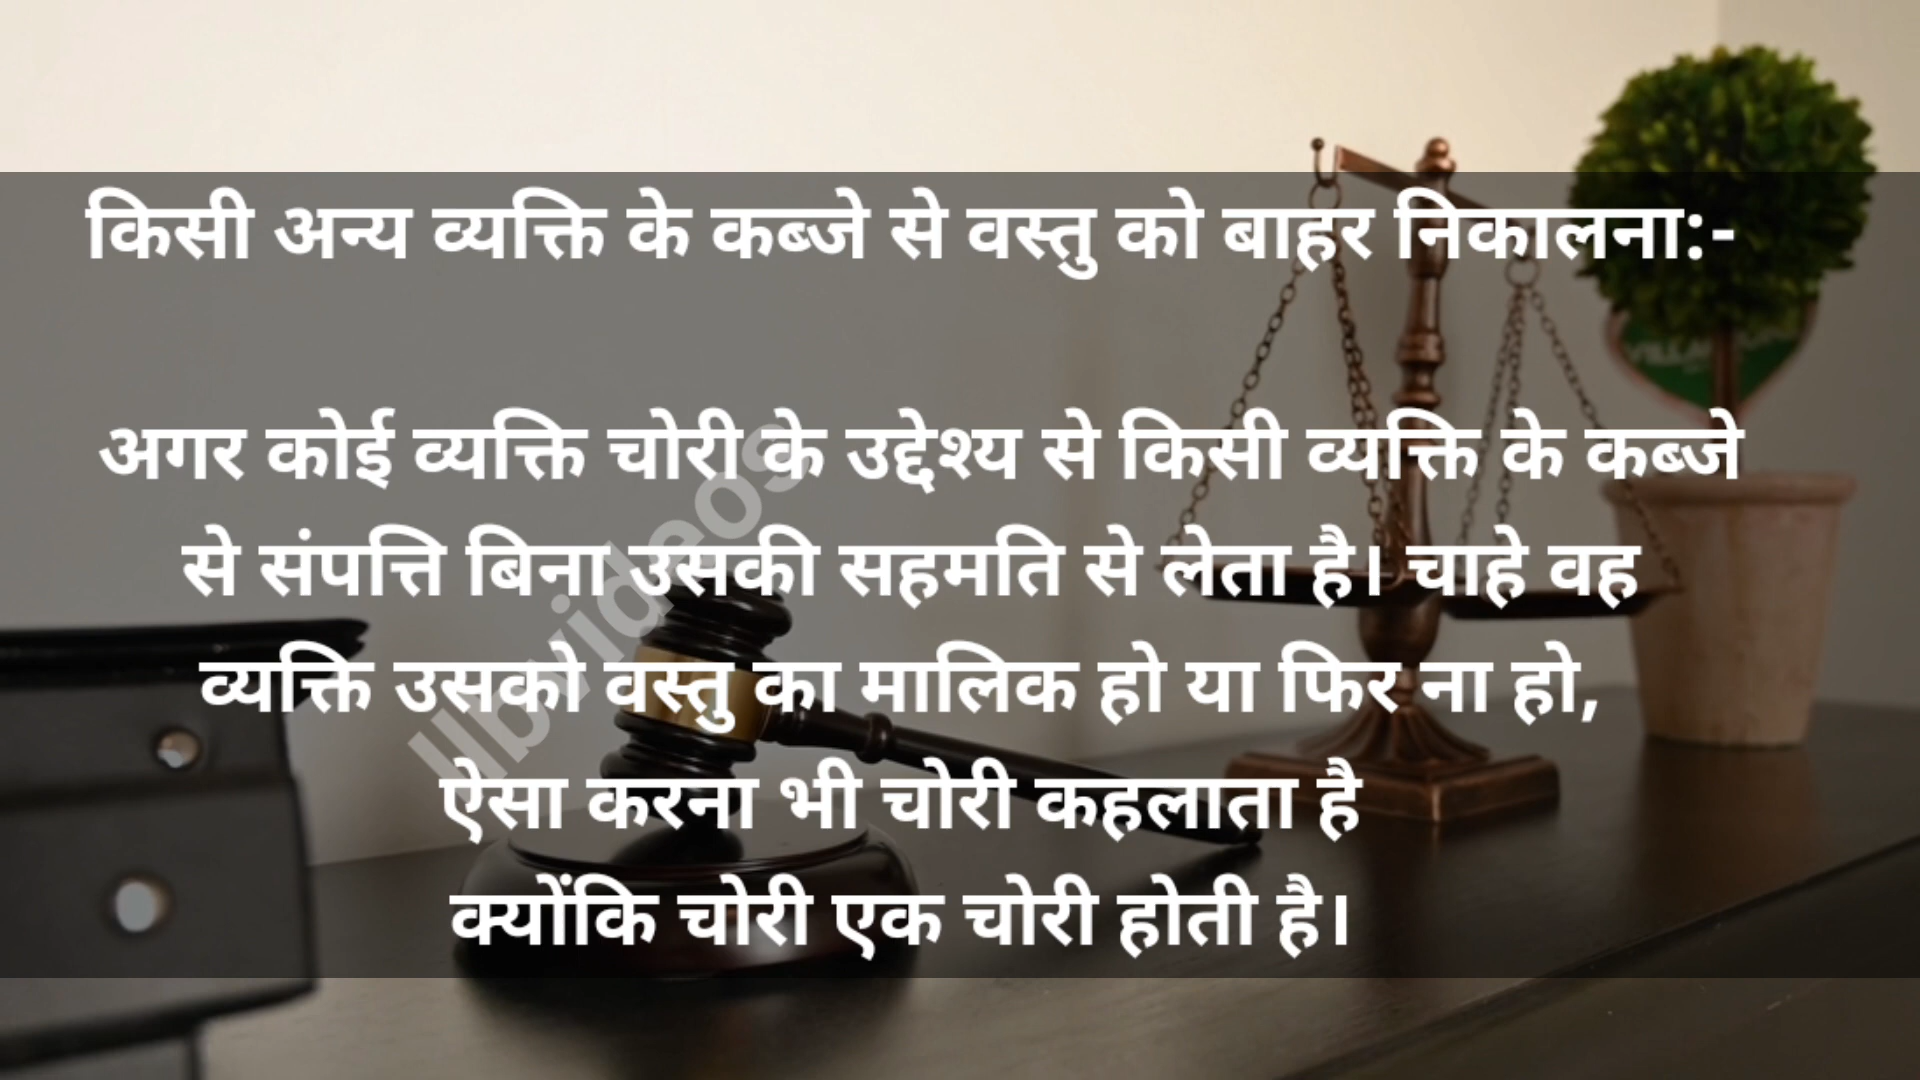 किसी अन्य व्यक्ति के कब्जे से वस्तु को बाहर निकालना:-
अगर कोई व्यक्ति चोरी के उद्देश्य से किसी व्यक्ति के कब्जे
से संपत्ति बिना उसकी सहमति से लेता है। चाहे वह
व्यक्ति उसको वस्तु का मालिक हो या फिर ना हो,
ऐसा करना भी चोरी कहलाता है
क्योंकि चोरी एक चोरी होती है।
llbvideos